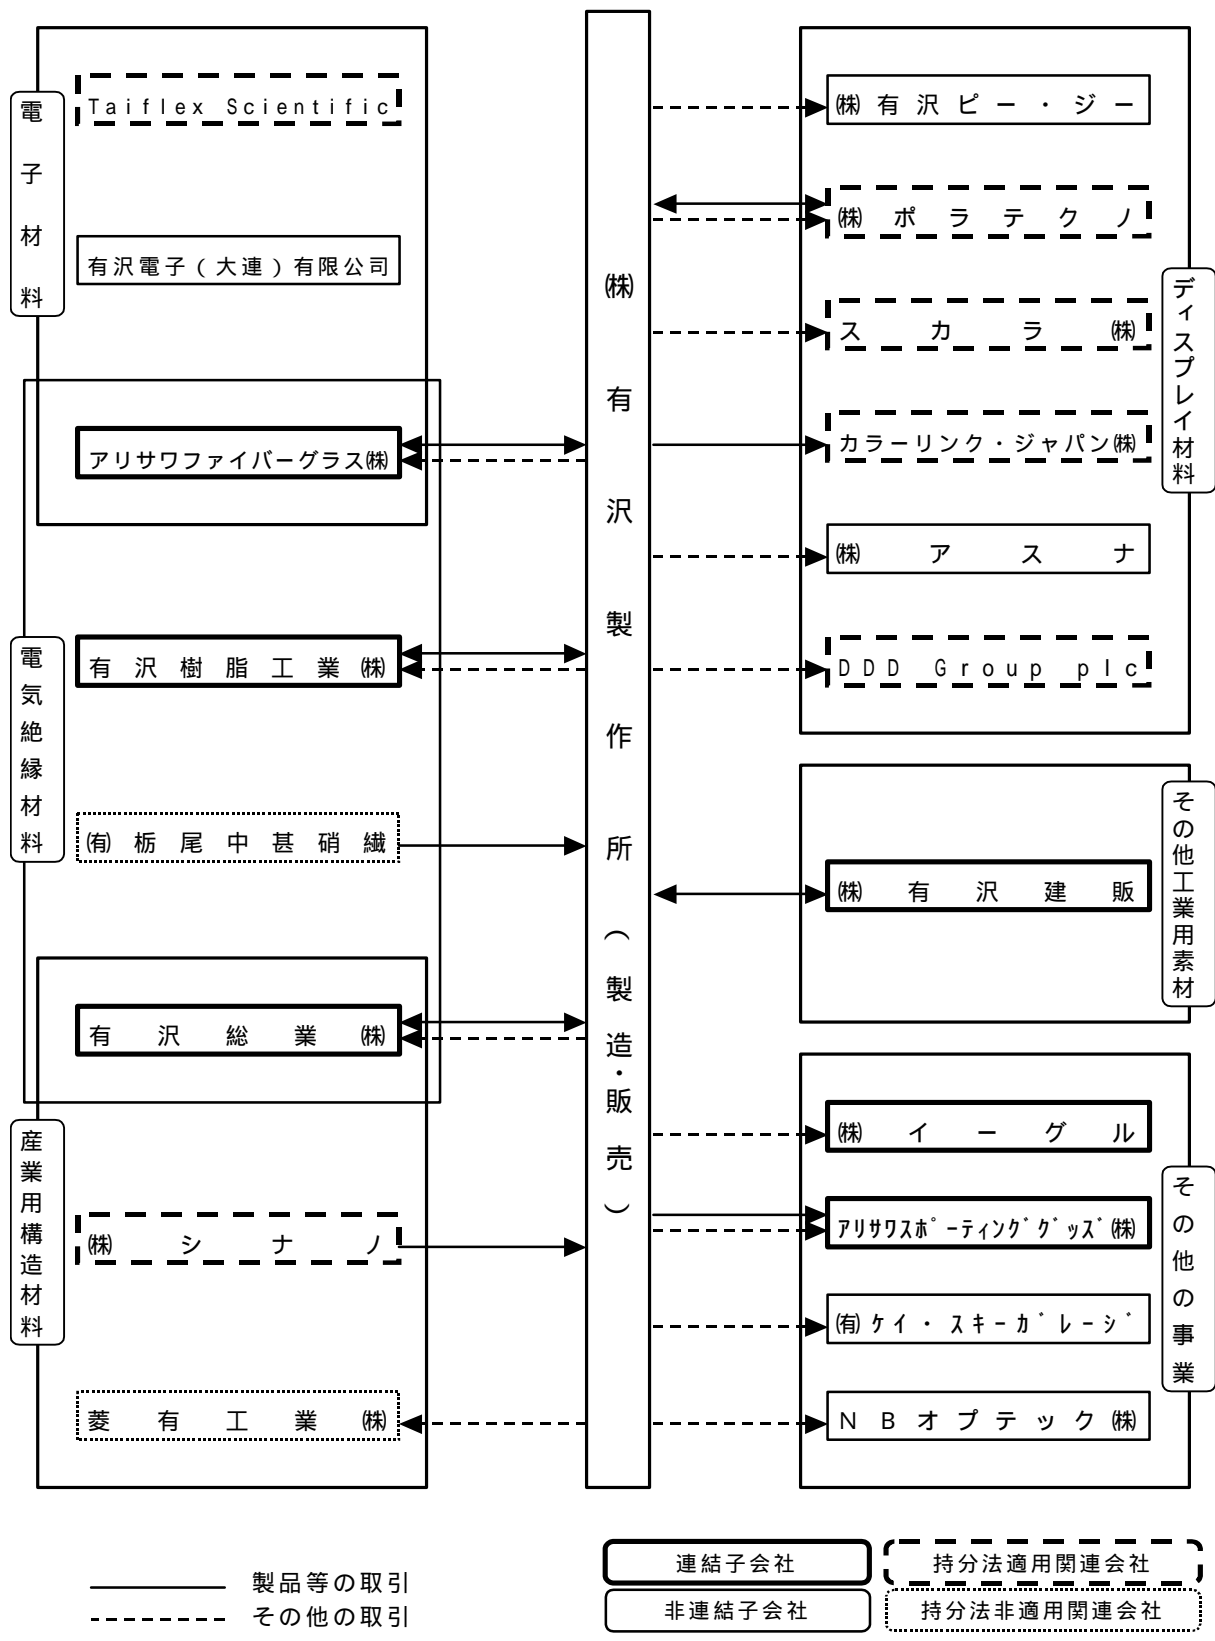 電子材料
Taiflex Scientific
有沢電子（大連）有限公司
アリサワファイバーグラス㈱
電気絶縁材料
有沢樹脂工業㈱
㈲栃尾中甚硝繊
有沢総業㈱
産業用構造材料
㈱シナノ
菱有工業㈱
㈱有沢製作所（製造・販売）
㈱有沢ピー・ジー
㈱ポラテクノ
スカラ㈱
カラーリンク・ジャパン㈱
㈱アスナ
DDD Group plc
ディスプレイ材料
㈱有沢建販
その他工業用素材
㈱イーグル
アリサワスポーティンググッズ㈱
㈲ケイ・スキーガレージ
NBオプテック㈱
その他の事業
製品等の取引
その他の取引
連結子会社
持分法適用関連会社
非連結子会社
持分法非適用関連会社